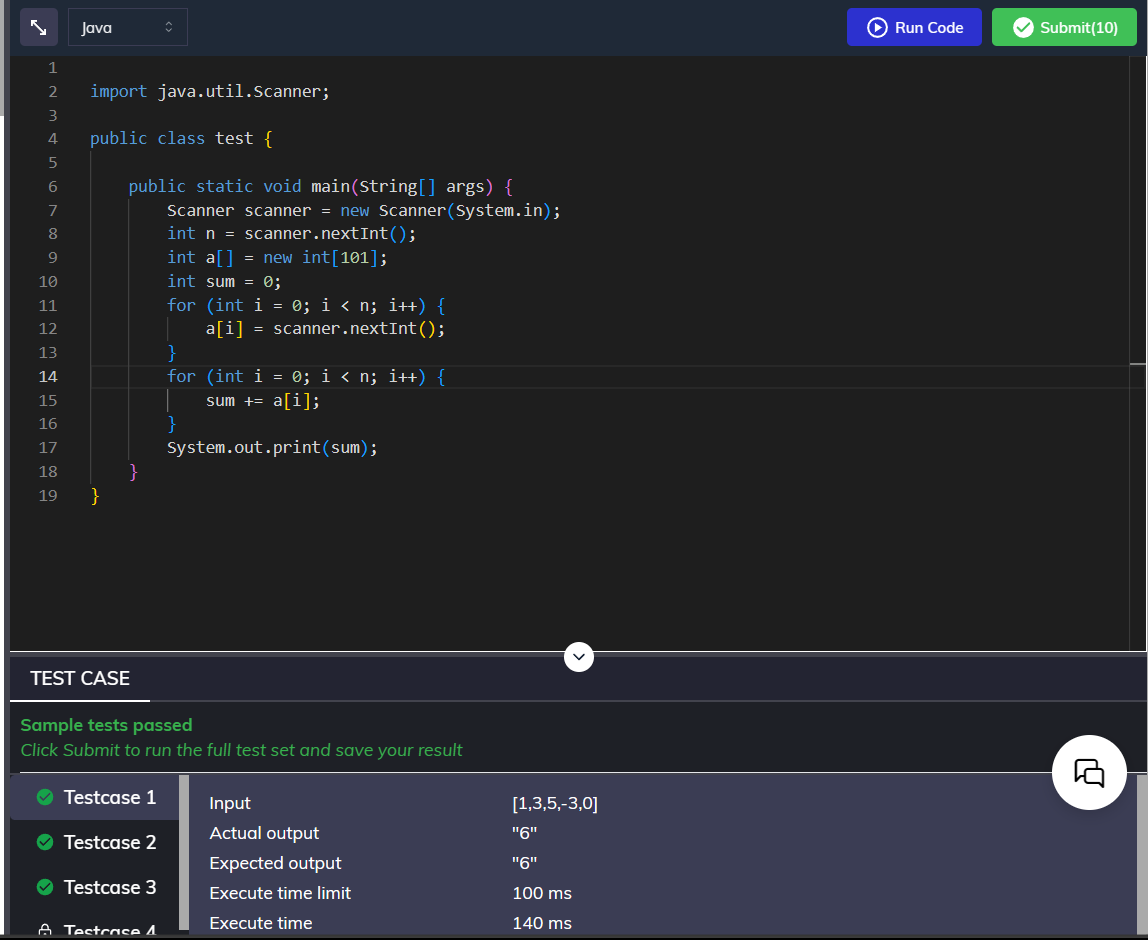 Java
Run Code
Submit(10)
1
2 import java.util.Scanner;
3
4 public class test {
5
6 public static void main(String[] args) {
7 Scanner scanner = new Scanner(System.in);
8 int n = scanner.nextInt();
9 int a[] = new int[101];
10 int sum = 0;
11 for (int i = 0; i < n; i++) {
12 a[i] = scanner.nextInt();
13 }
14 for (int i = 0; i < n; i++) {
15 sum += a[i];
16 }
17 System.out.print(sum);
18 }
19 }
TEST CASE
Sample tests passed
Click Submit to run the full test set and save your result
Testcase 1
Testcase 2
Testcase 3
Testcase 4
Input [1,3,5,-3,0]
Actual output "6"
Expected output "6"
Execute time limit 100 ms
Execute time 140 ms